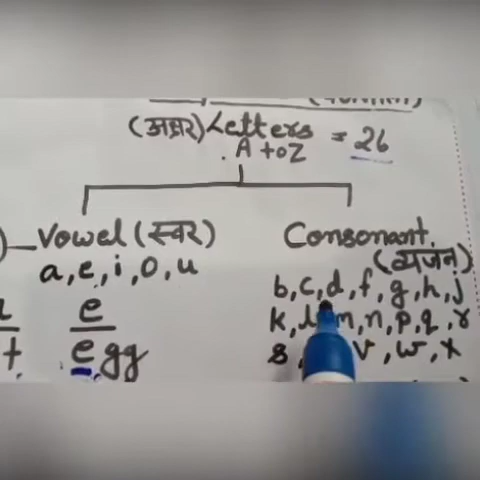 (अक्षर) Letters = 26
A to Z
Vowel (स्वर)
a, e, i, o, u
e
egg
Consonant
(व्यंजन)
b, c, d, f, g, h, j
k, l, m, n, p, q, r
s, v, w, x